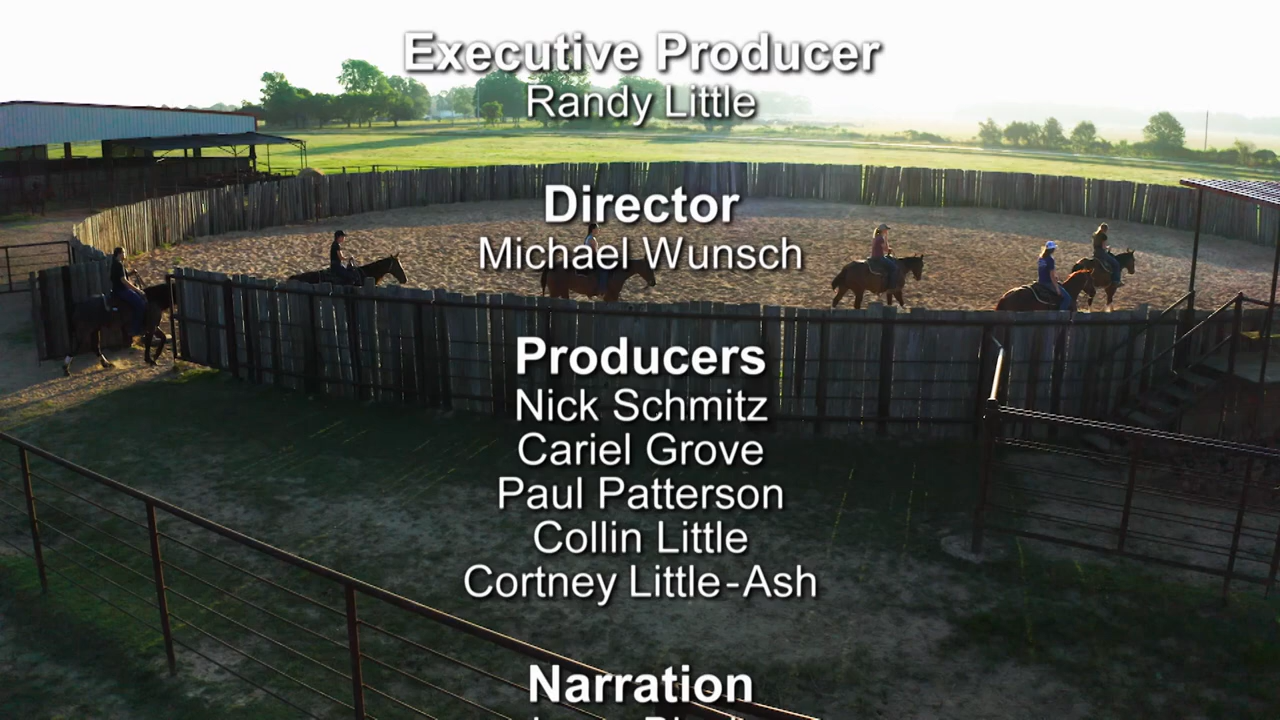 Executive Producer
Randy Little
Director
Michael Wunsch
Producers
Nick Schmitz
Cariel Grove
Paul Patterson
Collin Little
Cortney Little-Ash
Narration